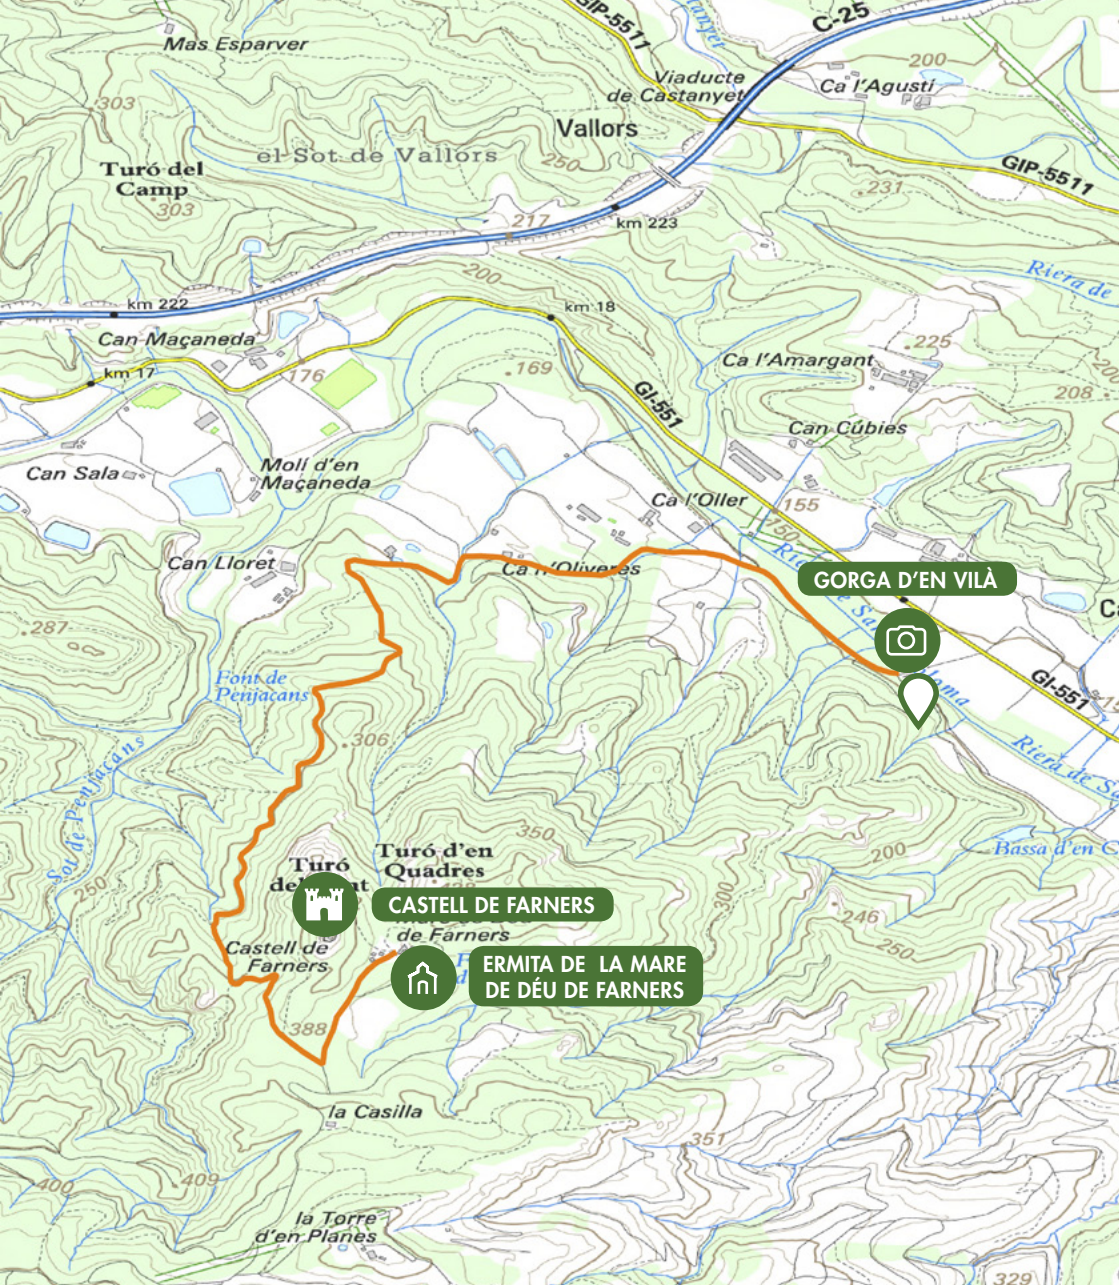 GIP-5511
C-25
Mas Esparver
Viaducte
de Castanyet
Ca l'Agustí
200
303
Vallors
el Sot de Vallors
250
GIP-5511
Turó del
Camp
303
231
217
km 223
Riera de
200
km 222
km 18
Can Maçaneda
225
Ca l'Amargant
km 17
176
169
208
GI-551
Can Cúbies
Can Sala
Molí d'en
Maçaneda
Ca l'Oller
155
150
Can Lloret
Ca n'Oliveres
GORGA D'EN VILÀ
287
Font de
Penjacans
GI-551
306
Riera de Sa
Sot de Penjacans
350
Turó d'en
Quadres
Turó
200
Bassa d'en C
250
300
CASTELL DE FARNERS
246
de Farners
250
Castell de
Farners
ERMITA DE LA MARE
DE DÉU DE FARNERS
388
la Casilla
351
400
409
la Torre
d'en Planes
329